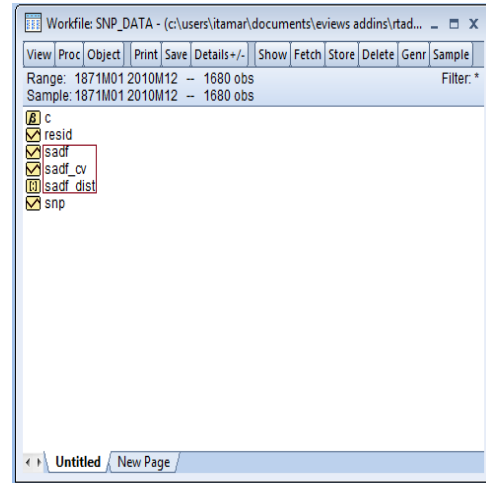 Workfile: SNP_DATA - (c:\users\itamar\documents\eviews addins\rtad...
View Proc Object Print Save Details+/- Show Fetch Store Delete Genr Sample
Range: 1871M01 2010M12 -- 1680 obs Filter: *
Sample: 1871M01 2010M12 -- 1680 obs
β c
resid
sadf
sadf_cv
sadf_dist
snp
Untitled New Page